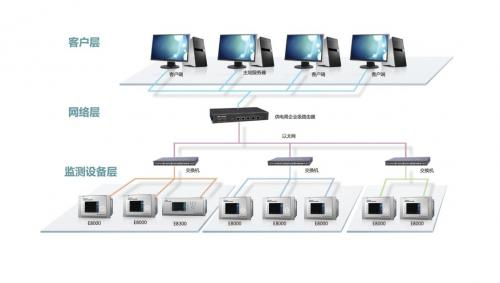 客户层
客户端
主站服务器
客户端
客户端
网络层
供电局企业级路由器
以太网
监测设备层
交换机
交换机
交换机
E8000
E8000
E8300
E8000
E8000
E8000
E8000
E8000